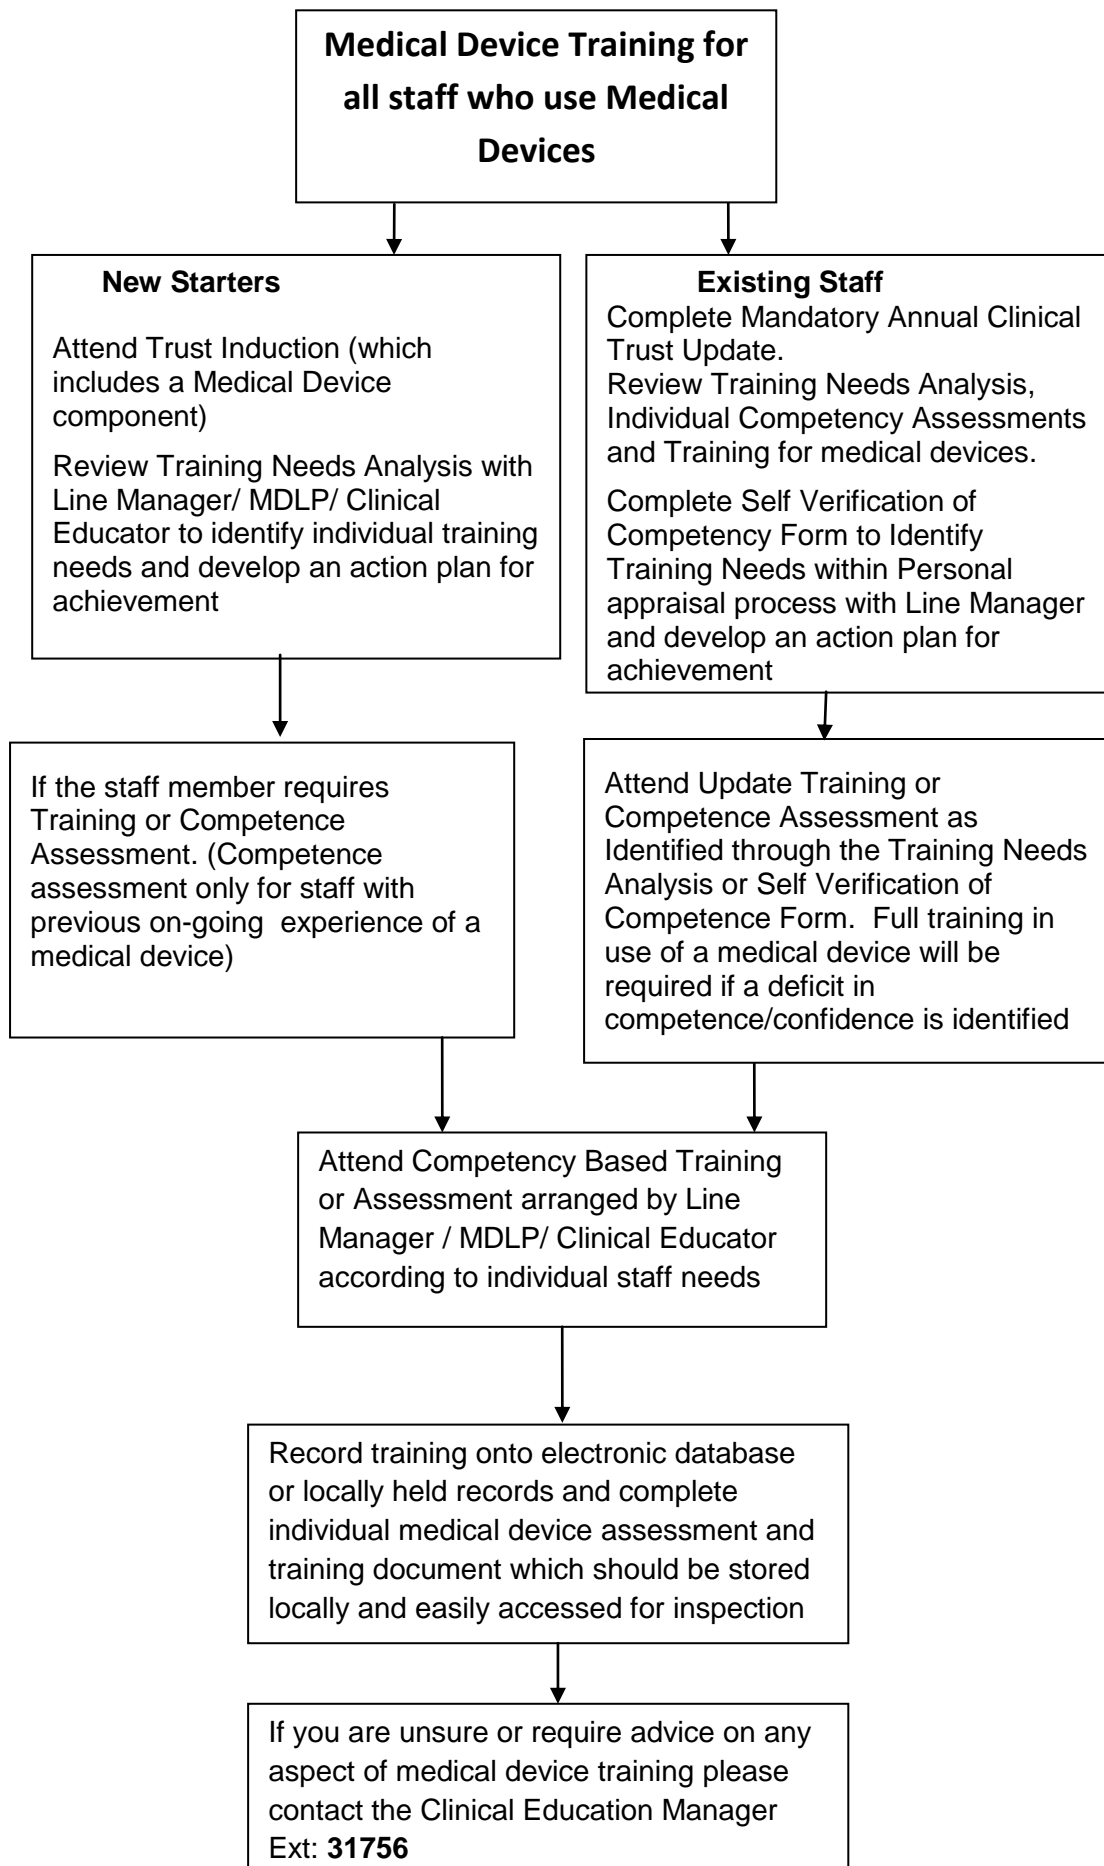 Medical Device Training for
all staff who use Medical
Devices
New Starters
Attend Trust Induction (which
includes a Medical Device
component)
Review Training Needs Analysis with
Line Manager/ MDLP/ Clinical
Educator to identify individual training
needs and develop an action plan for
achievement
Existing Staff
Complete Mandatory Annual Clinical
Trust Update.
Review Training Needs Analysis,
Individual Competency Assessments
and Training for medical devices.
Complete Self Verification of
Competency Form to Identify
Training Needs within Personal
appraisal process with Line Manager
and develop an action plan for
achievement
If the staff member requires
Training or Competence
Assessment. (Competence
assessment only for staff with
previous on-going  experience of a
medical device)
Attend Update Training or
Competence Assessment as
Identified through the Training Needs
Analysis or Self Verification of
Competence Form.  Full training in
use of a medical device will be
required if a deficit in
competence/confidence is identified
Attend Competency Based Training
or Assessment arranged by Line
Manager / MDLP/ Clinical Educator
according to individual staff needs
Record training onto electronic database
or locally held records and complete
individual medical device assessment and
training document which should be stored
locally and easily accessed for inspection
If you are unsure or require advice on any
aspect of medical device training please
contact the Clinical Education Manager
Ext: 31756